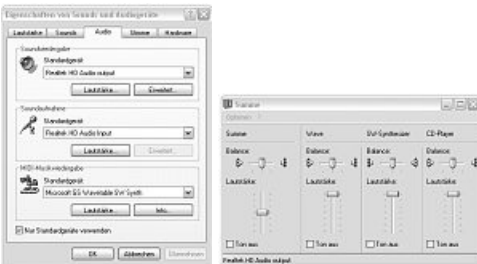 Eigenschaften von Sounds und Audiogeräte
Lautstärke Sounds Audio Stimme Hardware
Soundwiedergabe
Standardgerät:
Realtek HD Audio output
Lautstärke... Erweitert...
Soundaufnahme
Standardgerät:
Realtek HD Audio Input
Lautstärke... Erweitert...
MIDI-Musikwiedergabe
Standardgerät:
Microsoft GS Wavetable SW Synth
Lautstärke... Info...
Nur Standardgeräte verwenden
OK Abbrechen Übernehmen
Summe
Optionen ?
Summe Wave SW-Synthesizer CD-Player
Balance: Balance: Balance: Balance:
Lautstärke: Lautstärke: Lautstärke: Lautstärke:
Ton aus Ton aus Ton aus Ton aus
Realtek HD Audio output